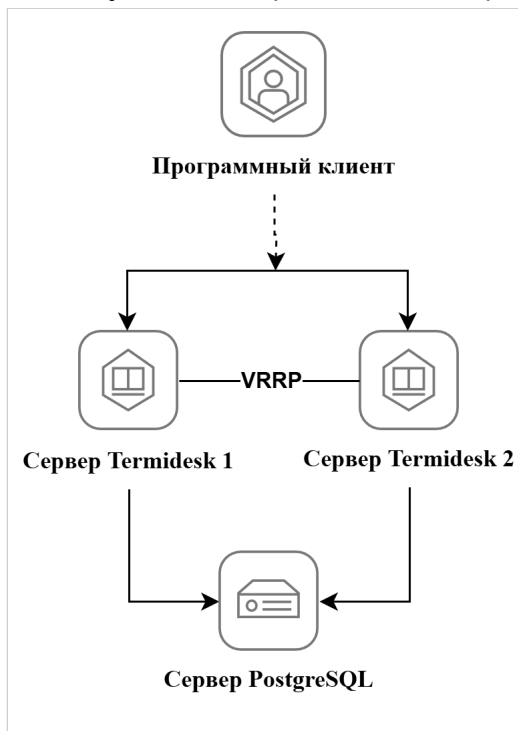 Программный клиент
VRRP
Сервер Termidesk 1
Сервер Termidesk 2
Сервер PostgreSQL